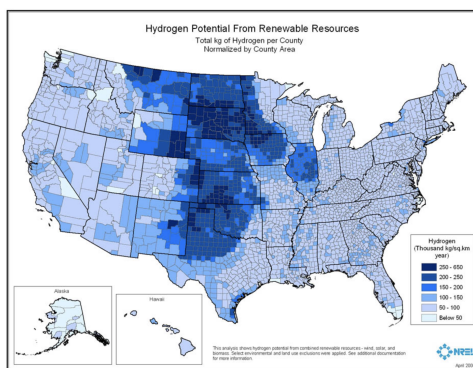 Hydrogen Potential From Renewable Resources
Total kg of Hydrogen per County
Normalized by County Area
Hydrogen
(Thousand kg/sq.km
year)
250 - 650
200 - 250
150 - 200
100 - 150
50 - 100
Below 50
Alaska
Hawaii
This analysis shows hydrogen potential from combined renewable resources - wind, solar, and
biomass. Select environmental and land use exclusions were applied. See additional documentation
for more information.
NREL
April